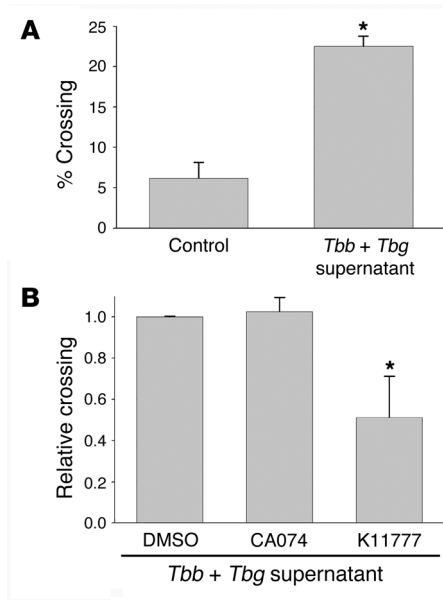 A
% Crossing
25
20
15
10
5
0
*
Control
Tbb + Tbg
supernatant
B
Relative crossing
1.0
0.8
0.6
0.4
0.2
0.0
*
DMSO
CA074
K11777
Tbb + Tbg supernatant